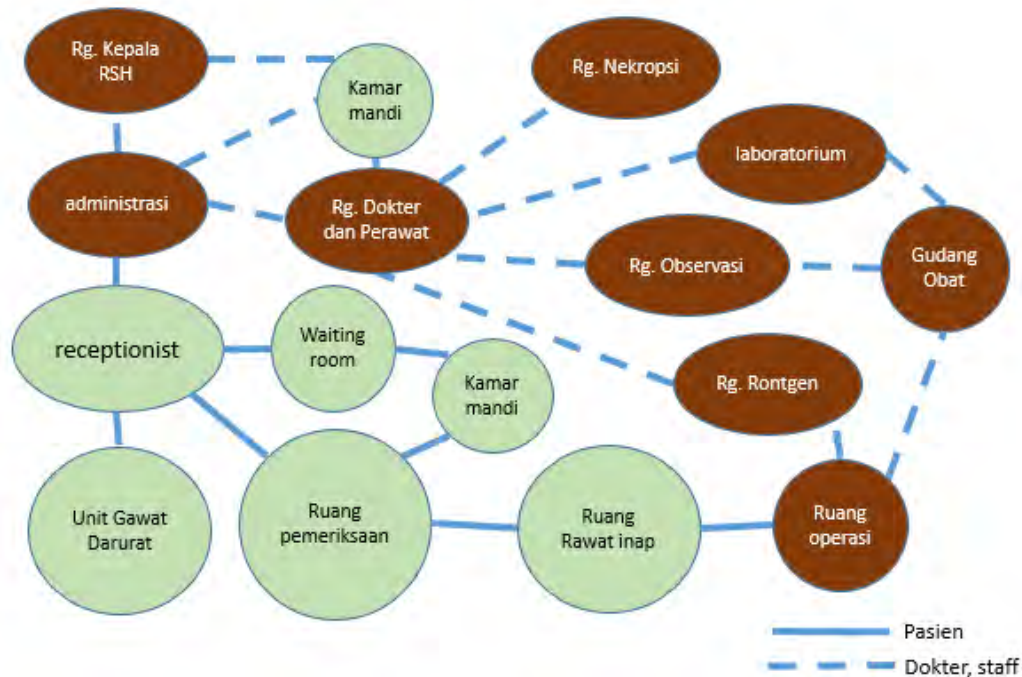 Rg. Kepala
RSH
Kamar
mandi
Rg. Nekropsi
laboratorium
administrasi
Rg. Dokter
dan Perawat
Rg. Observasi
Gudang
Obat
receptionist
Waiting
room
Kamar
mandi
Rg. Rontgen
Unit Gawat
Darurat
Ruang
pemeriksaan
Ruang
Rawat inap
Ruang
operasi
Pasien
Dokter, staff